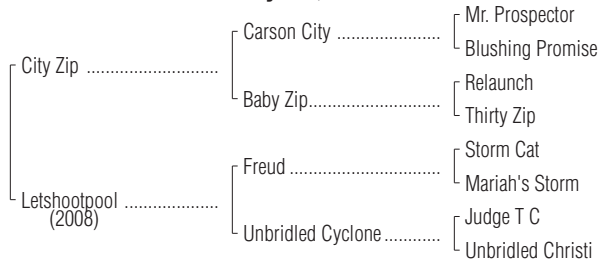 Mr. Prospector
Carson City ......................
Blushing Promise
City Zip ............................
Relaunch
Baby Zip............................
Thirty Zip
Storm Cat
Freud ................................
Mariah's Storm
Letshootpool ....................
(2008)
Judge T C
Unbridled Cyclone............
Unbridled Christi